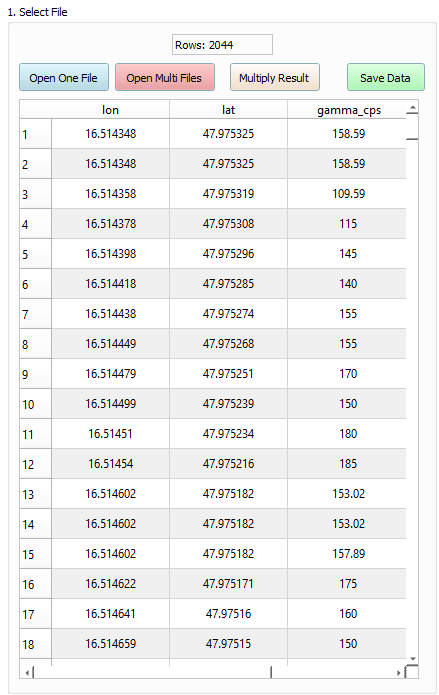 1. Select File
Rows: 2044
Open One File Open Multi Files Multiply Result Save Data
lon lat gamma_cps
1 16.514348 47.975325 158.59
2 16.514348 47.975325 158.59
3 16.514358 47.975319 109.59
4 16.514378 47.975308 115
5 16.514398 47.975296 145
6 16.514418 47.975285 140
7 16.514438 47.975274 155
8 16.514449 47.975268 155
9 16.514479 47.975251 170
10 16.514499 47.975239 150
11 16.51451 47.975234 180
12 16.51454 47.975216 185
13 16.514602 47.975182 153.02
14 16.514602 47.975182 153.02
15 16.514602 47.975182 157.89
16 16.514622 47.975171 175
17 16.514641 47.97516 160
18 16.514659 47.97515 150